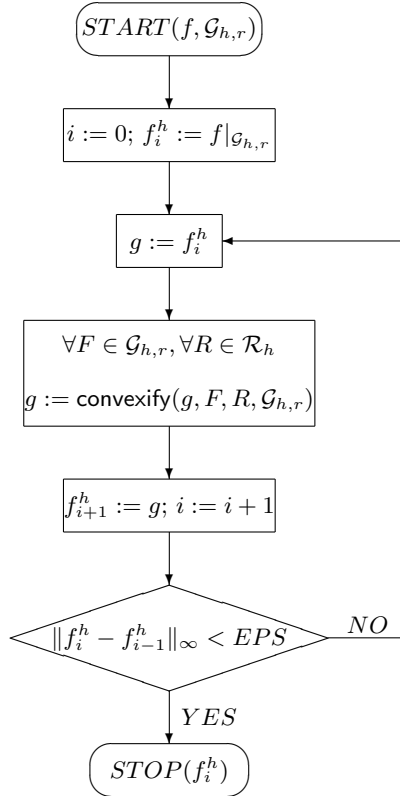 START(f, 𝒢_{h,r})
i := 0; f_i^h := f|_{𝒢_{h,r}}
g := f_i^h
∀F ∈ 𝒢_{h,r}, ∀R ∈ ℛ_h
g := convexify(g, F, R, 𝒢_{h,r})
f_{i+1}^h := g; i := i + 1
‖f_i^h − f_{i−1}^h‖_∞ < EPS
NO
YES
STOP(f_i^h)